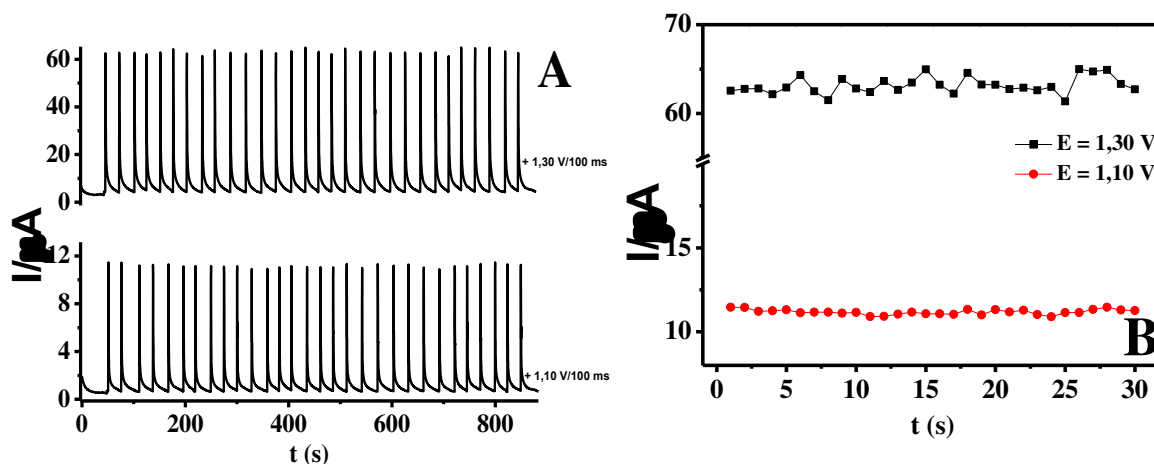 60
40
20
0
A
+ 1,30 V/100 ms
12
8
4
0
+ 1,10 V/100 ms
0 200 400 600 800
t (s)
70
60
15
10
E = 1,30 V
E = 1,10 V
B
0 5 10 15 20 25 30
t (s)